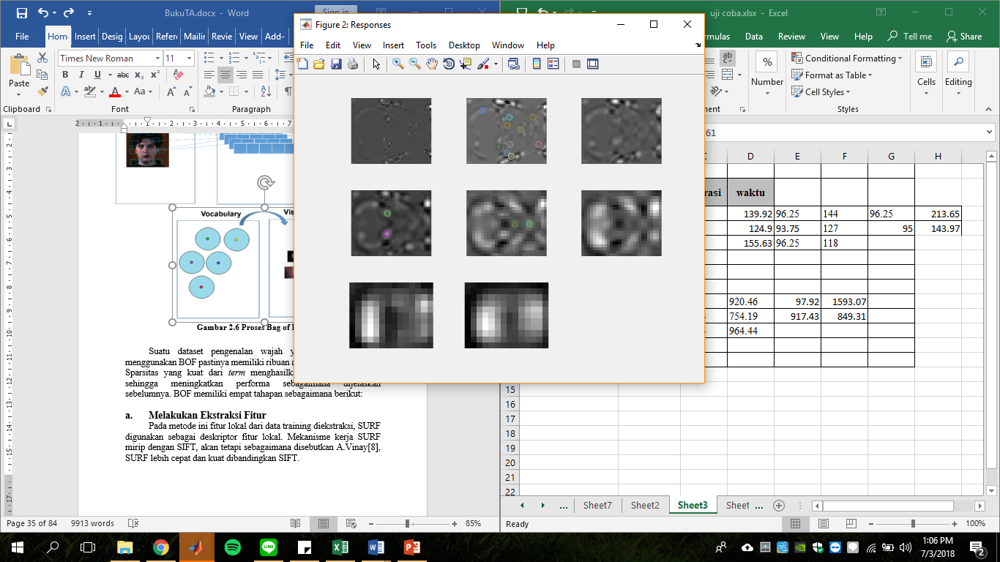 BukuTA.docx - Word
Sign in
File Hom Insert Desig Layou Refere Mailir Revie View Add-
Paste
Clipboard
Times New Roman 11
Font
Paragraph
Vocabulary
Gambar 2.6 Proses Bag of
Suatu dataset pengenalan wajah
menggunakan BOF pastinya memiliki ribuan
Sparsitas yang kuat dari term menghasilk
sehingga meningkatkan performa sebagaimana dijelaskan
sebelumnya. BOF memiliki empat tahapan sebagaimana berikut:
a. Melakukan Ekstraksi Fitur
Pada metode ini fitur lokal dari data training diekstraksi, SURF
digunakan sebagai deskriptor fitur lokal. Mekanisme kerja SURF
mirip dengan SIFT, akan tetapi sebagaimana disebutkan A.Vinay[8],
SURF lebih cepat dan kuat dibandingkan SIFT.
Page 35 of 84 9913 words 85%
Figure 2: Responses
File Edit View Insert Tools Desktop Window Help
uji coba.xlsx - Excel
mulas Data Review View Help Tell me Share
Number
Conditional Formatting
Format as Table
Cell Styles
Styles
Cells
Editing
61
D E F G H
rasi waktu
139.92 96.25 144 96.25 213.65
124.9 93.75 127 95 143.97
155.63 96.25 118
920.46 97.92 1593.07
754.19 917.43 849.31
964.44
15
16
17
18
19
20
21
22
... Sheet7 Sheet2 Sheet3 Sheet ...
Ready 100%
1:06 PM
7/3/2018
2